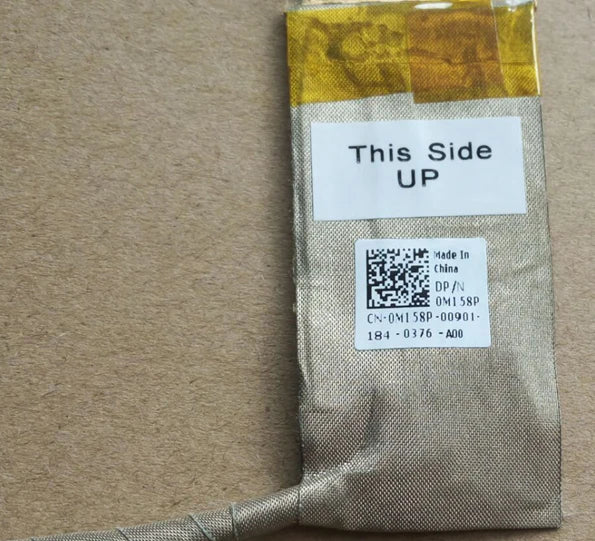 This Side
UP
Made In
China
DP/N
0M158P
CN-0M158P-00901-
184-0376-A00